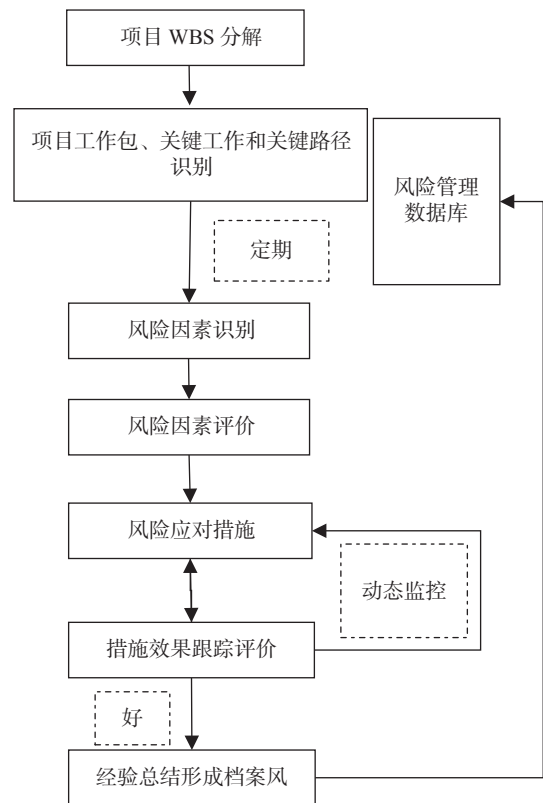 项目 WBS 分解
项目工作包、关键工作和关键路径
识别
风险管理
数据库
定期
风险因素识别
风险因素评价
风险应对措施
动态监控
措施效果跟踪评价
好
经验总结形成档案风